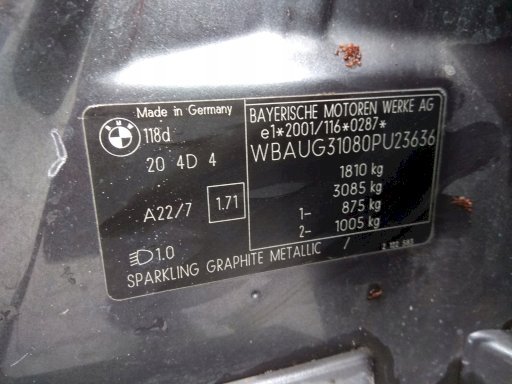 Made in Germany
BMW
118d
20 4D 4
A22/7
1.71
1.0
SPARKLING GRAPHITE METALLIC /
BAYERISCHE MOTOREN WERKE AG
e1*2001/116*0287*
WBAUG31080PU23636
1810 kg
3085 kg
1- 875 kg
2- 1005 kg